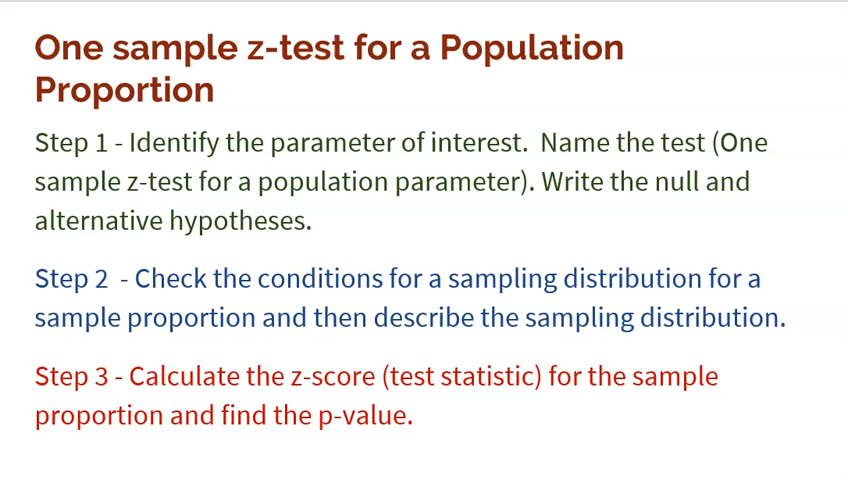 One sample z-test for a Population
Proportion
Step 1 - Identify the parameter of interest.  Name the test (One
sample z-test for a population parameter). Write the null and
alternative hypotheses.
Step 2  - Check the conditions for a sampling distribution for a
sample proportion and then describe the sampling distribution.
Step 3 - Calculate the z-score (test statistic) for the sample
proportion and find the p-value.